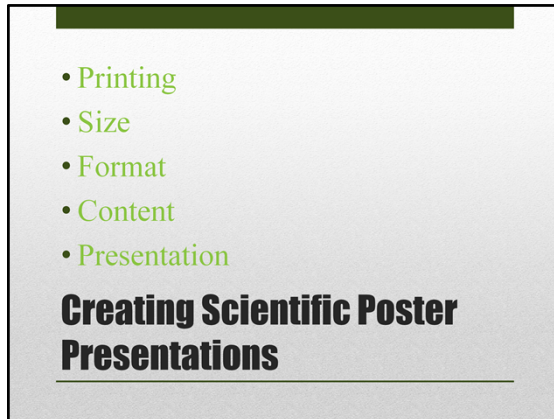 • Printing
• Size
• Format
• Content
• Presentation
Creating Scientific Poster
Presentations